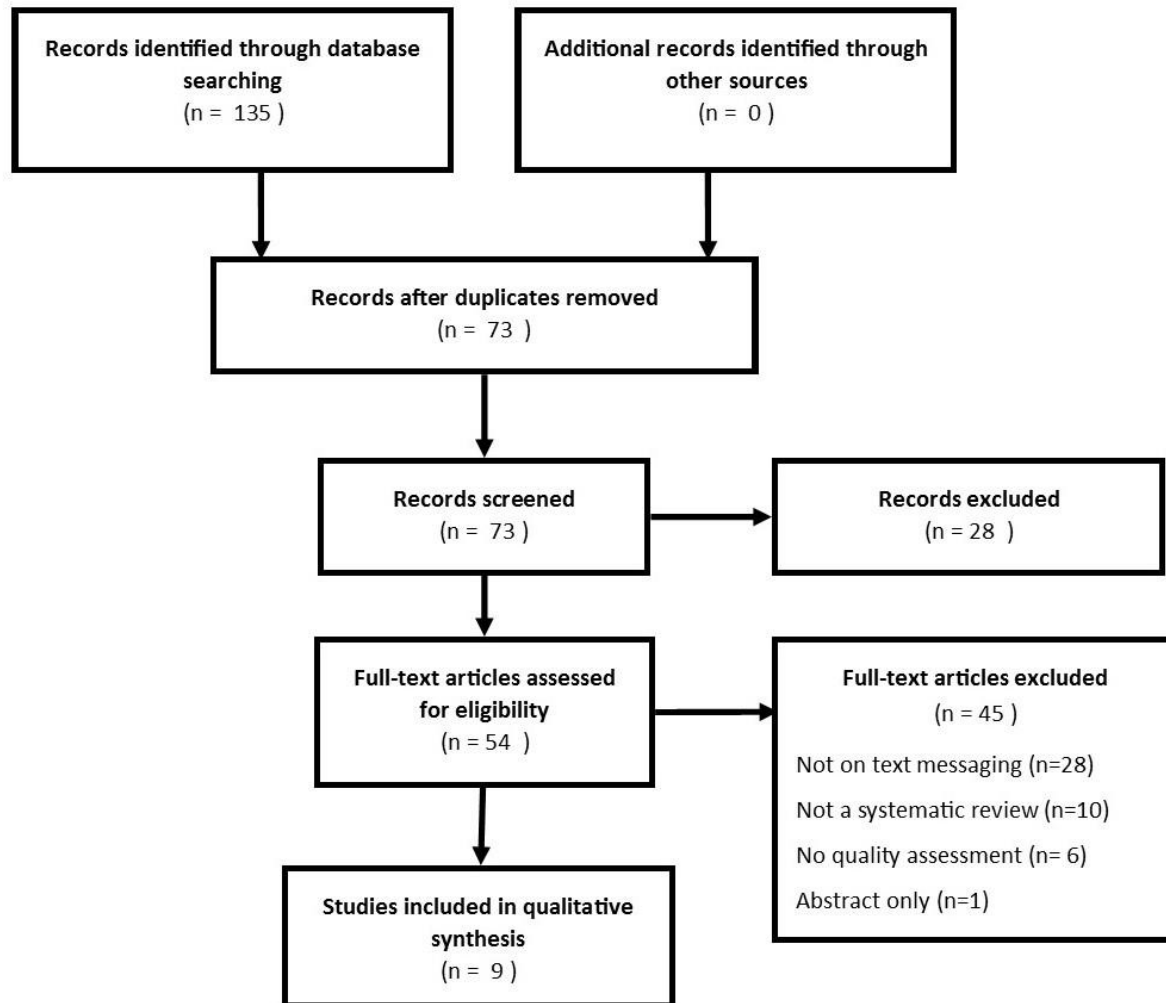 Records identified through database
searching
(n = 135 )
Additional records identified through
other sources
(n = 0 )
Records after duplicates removed
(n = 73 )
Records screened
(n = 73 )
Records excluded
(n = 28 )
Full-text articles assessed
for eligibility
(n = 54 )
Full-text articles excluded
(n = 45 )
Not on text messaging (n=28)
Not a systematic review (n=10)
No quality assessment (n= 6)
Abstract only (n=1)
Studies included in qualitative
synthesis
(n = 9 )